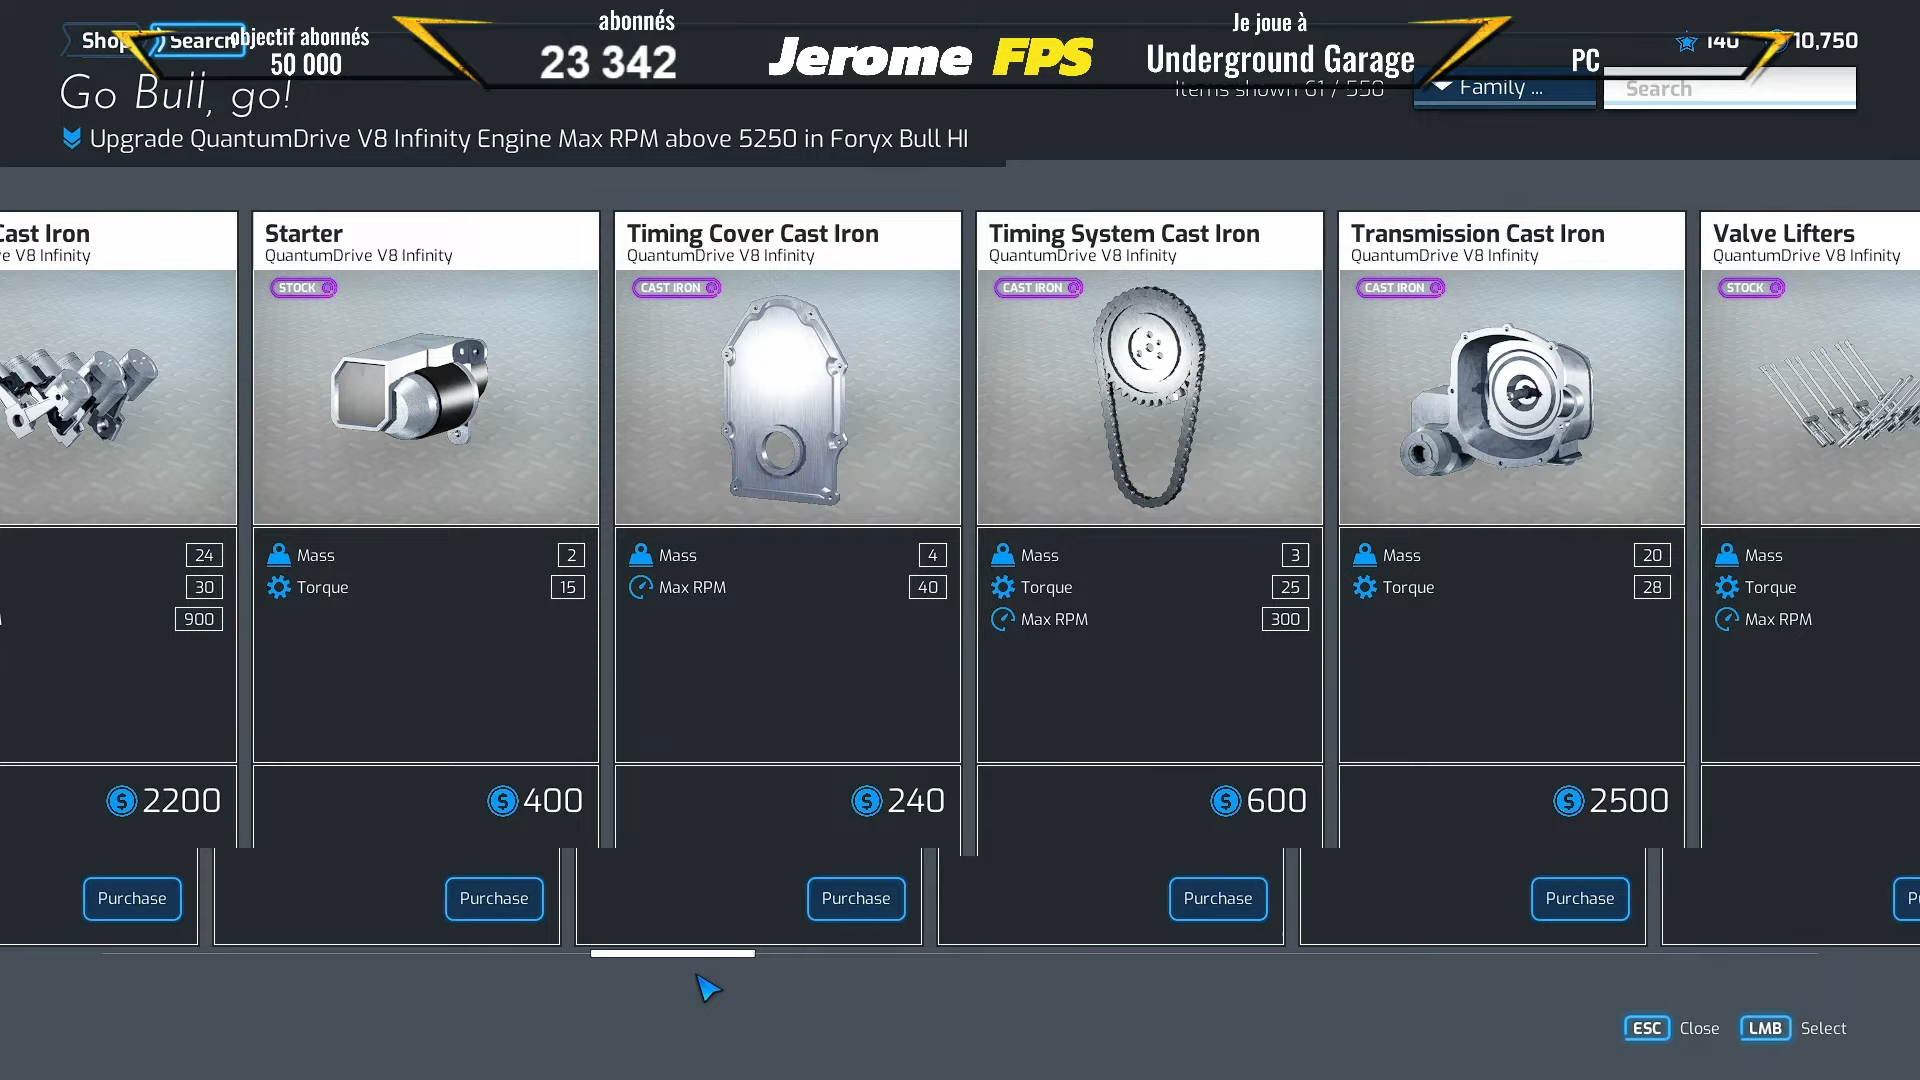 Shop
Search
objectif abonnés
50 000
abonnés
23 342
Jerome FPS
Je joue à
Underground Garage
PC
140
10,750
Go Bull, go!
Items shown 61 / 558
Family ...
Search
Upgrade QuantumDrive V8 Infinity Engine Max RPM above 5250 in Foryx Bull HI
Cast Iron
V8 Infinity
24
30
900
2200
Purchase
Starter
QuantumDrive V8 Infinity
STOCK
Mass 2
Torque 15
400
Purchase
Timing Cover Cast Iron
QuantumDrive V8 Infinity
CAST IRON
Mass 4
Max RPM 40
240
Purchase
Timing System Cast Iron
QuantumDrive V8 Infinity
CAST IRON
Mass 3
Torque 25
Max RPM 300
600
Purchase
Transmission Cast Iron
QuantumDrive V8 Infinity
CAST IRON
Mass 20
Torque 28
2500
Purchase
Valve Lifters
QuantumDrive V8 Infinity
STOCK
Mass
Torque
Max RPM
ESC Close LMB Select